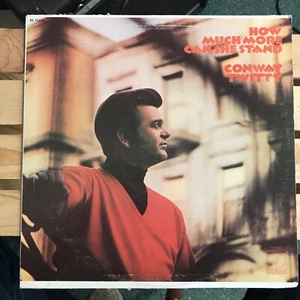 HOW
MUCH MORE
CAN SHE STAND
CONWAY
TWITTY